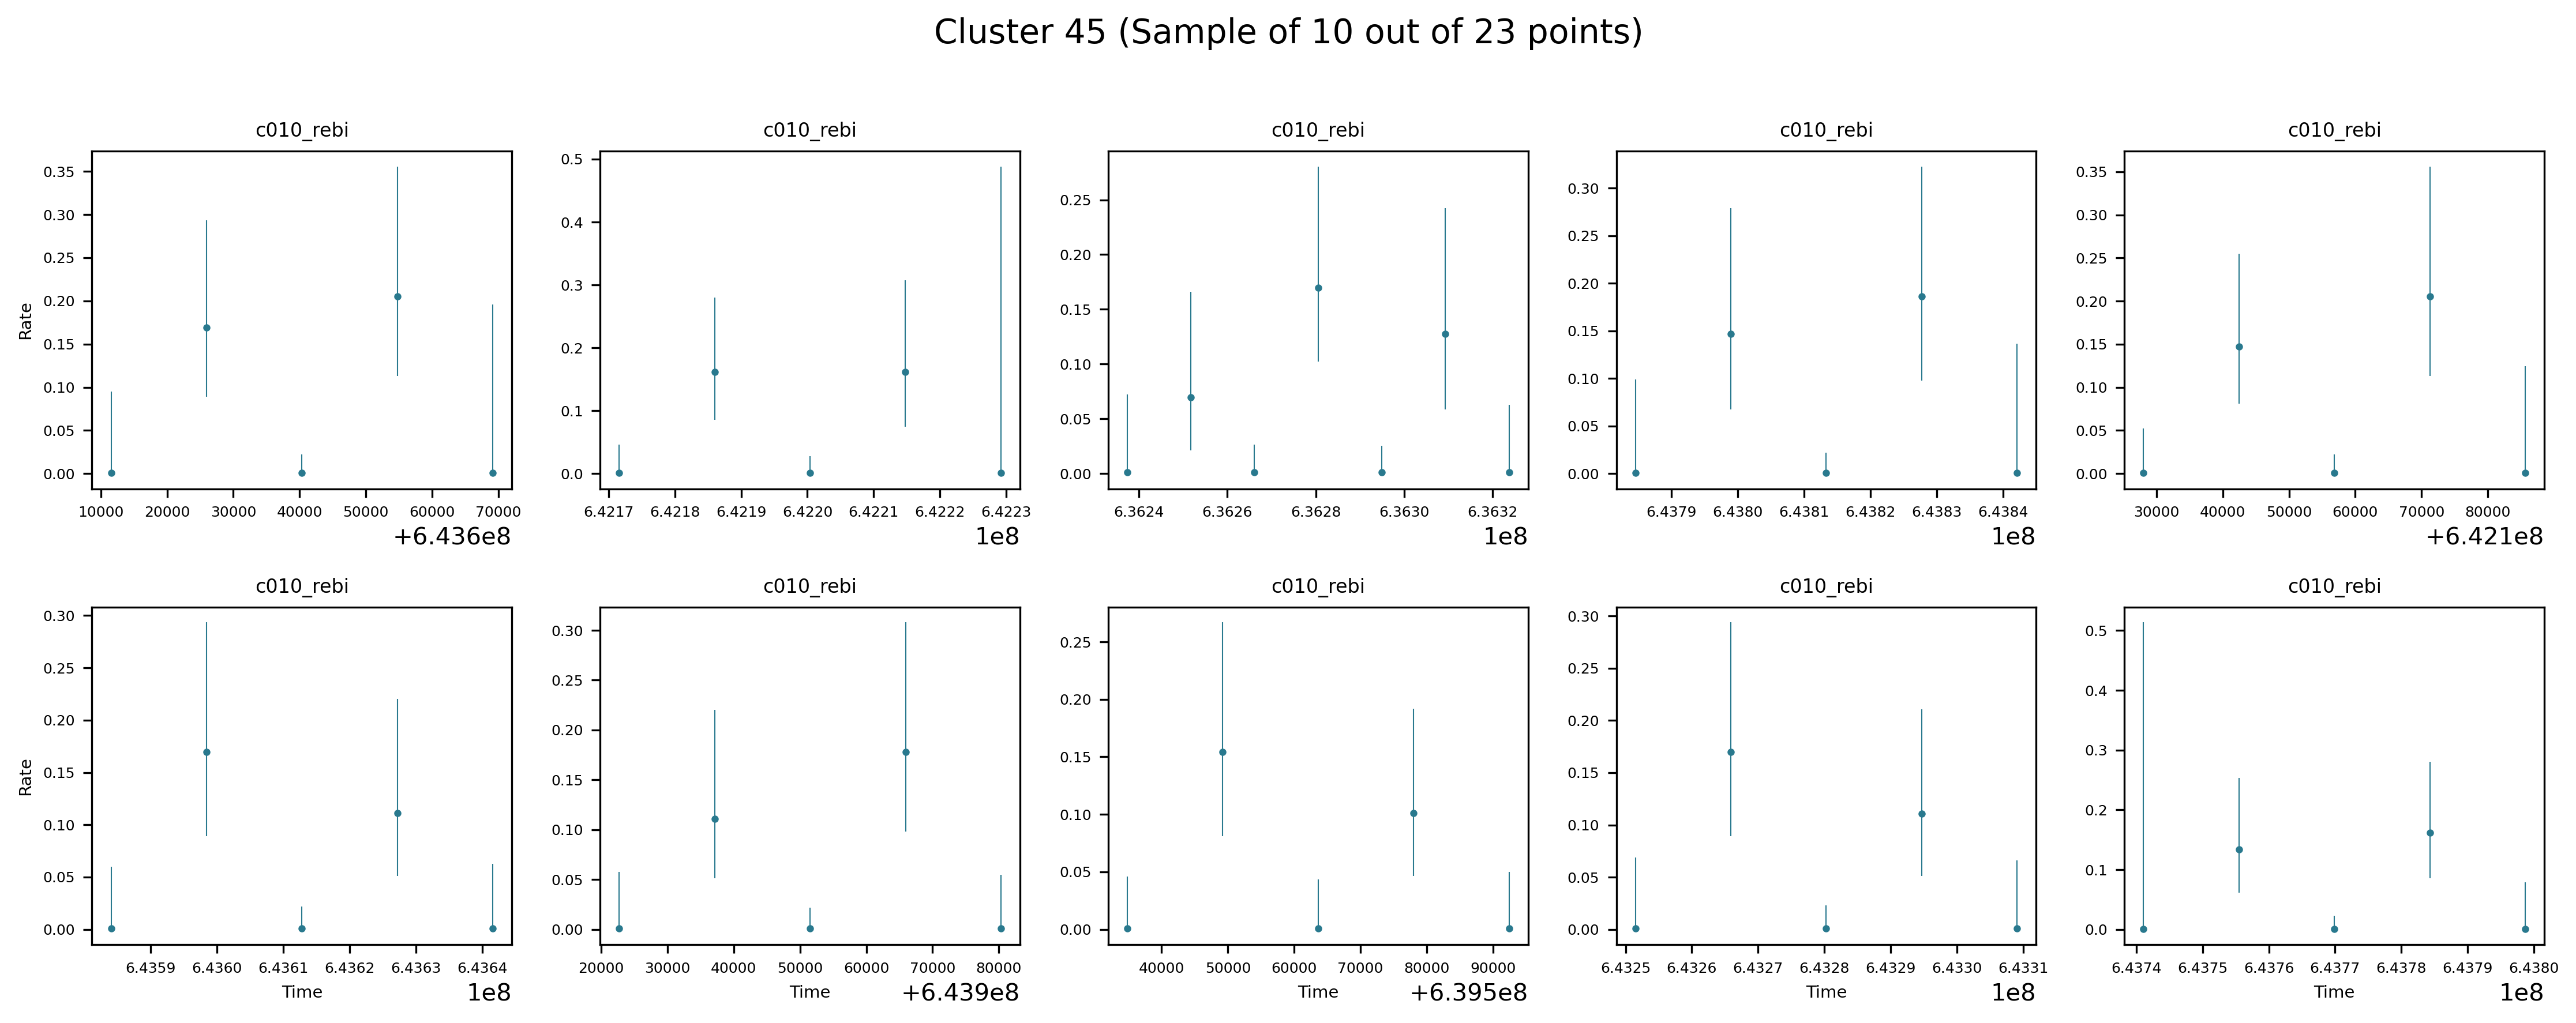 Cluster 45 (Sample of 10 out of 23 points)
c010_rebi c010_rebi c010_rebi c010_rebi c010_rebi
Rate
0.35
0.30
0.25
0.20
0.15
0.10
0.05
0.00
10000 20000 30000 40000 50000 60000 70000
+6.436e8
0.5
0.4
0.3
0.2
0.1
0.0
6.4217 6.4218 6.4219 6.4220 6.4221 6.4222 6.4223
1e8
0.25
0.20
0.15
0.10
0.05
0.00
6.3624 6.3626 6.3628 6.3630 6.3632
1e8
0.30
0.25
0.20
0.15
0.10
0.05
0.00
6.4379 6.4380 6.4381 6.4382 6.4383 6.4384
1e8
0.35
0.30
0.25
0.20
0.15
0.10
0.05
0.00
30000 40000 50000 60000 70000 80000
+6.421e8
c010_rebi c010_rebi c010_rebi c010_rebi c010_rebi
Rate
0.30
0.25
0.20
0.15
0.10
0.05
0.00
6.4359 6.4360 6.4361 6.4362 6.4363 6.4364
Time 1e8
0.30
0.25
0.20
0.15
0.10
0.05
0.00
20000 30000 40000 50000 60000 70000 80000
Time +6.439e8
0.25
0.20
0.15
0.10
0.05
0.00
40000 50000 60000 70000 80000 90000
Time +6.395e8
0.30
0.25
0.20
0.15
0.10
0.05
0.00
6.4325 6.4326 6.4327 6.4328 6.4329 6.4330 6.4331
Time 1e8
0.5
0.4
0.3
0.2
0.1
0.0
6.4374 6.4375 6.4376 6.4377 6.4378 6.4379 6.4380
Time 1e8